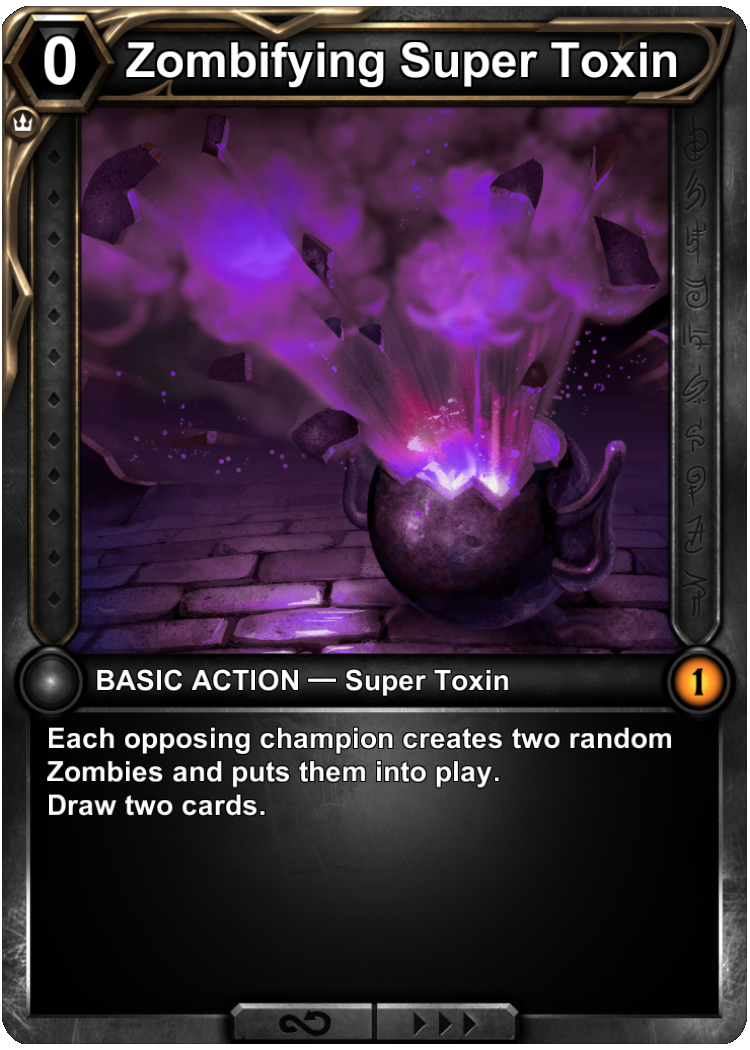 0
Zombifying Super Toxin
BASIC ACTION — Super Toxin
1
Each opposing champion creates two random
Zombies and puts them into play.
Draw two cards.